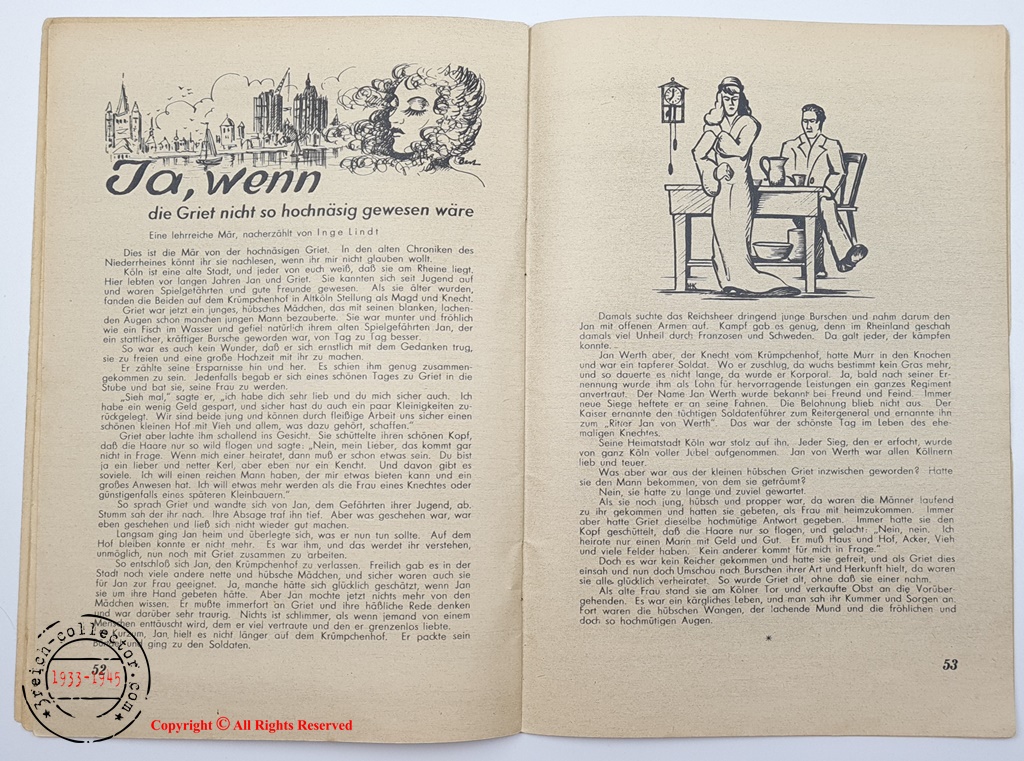 Ja, wenn
die Griet nicht so hochnäsig gewesen wäre
Eine lehrreiche Mär, nacherzählt von Inge Lindt
Dies ist die Mär von der hochnäsigen Griet. In den alten Chroniken des
Niederrheines könnt ihr sie nachlesen, wenn ihr mir nicht glauben wollt.
Köln ist eine alte Stadt, und jeder von euch weiß, daß sie am Rheine liegt.
Hier lebten vor langen Jahren Jan und Griet. Sie kannten sich seit Jugend auf
und waren Spielgefährten und gute Freunde gewesen. Als sie älter wurden,
fanden die Beiden auf dem Krümpchenhof in Altköln Stellung als Magd und Knecht.
Griet war jetzt ein junges, hübsches Mädchen, das mit seinen blanken, lachen-
den Augen schon manchen jungen Mann bezauberte. Sie war munter und fröhlich
wie ein Fisch im Wasser und gefiel natürlich ihrem alten Spielgefährten Jan, der
ein stattlicher, kräftiger Bursche geworden war, von Tag zu Tag besser.
So war es auch kein Wunder, daß er sich ernstlich mit dem Gedanken trug,
sie zu freien und eine große Hochzeit mit ihr zu machen.
Er zählte seine Ersparnisse hin und her. Es schien ihm genug zusammen-
gekommen zu sein. Jedenfalls begab er sich eines schönen Tages zu Griet in die
Stube und bat sie, seine Frau zu werden.
„Sieh mal," sagte er, „ich habe dich sehr lieb und du mich sicher auch. Ich
habe ein wenig Geld gespart, und sicher hast du auch ein paar Kleinigkeiten zu-
rückgelegt. Wir sind beide jung und können durch fleißige Arbeit uns sicher einen
schönen kleinen Hof mit Vieh und allem, was dazu gehört, schaffen."
Griet aber lachte ihm schallend ins Gesicht. Sie schüttelte ihren schönen Kopf,
daß die Haare nur so wild flogen und sagte: „Nein, mein Lieber, das kommt gar
nicht in Frage. Wenn mich einer heiratet, dann muß er schon etwas sein. Du bist
ja ein lieber und netter Kerl, aber eben nur ein Kencht. Und davon gibt es
soviele. Ich will einen reichen Mann haben, der mir etwas bieten kann und ein
großes Anwesen hat. Ich will etwas mehr werden als die Frau eines Knechtes oder
günstigenfalls eines späteren Kleinbauern."
So sprach Griet und wandte sich von Jan, dem Gefährten ihrer Jugend, ab.
Stumm sah der ihr nach. Ihre Absage traf ihn tief. Aber was geschehen war, war
eben geschehen und ließ sich nicht wieder gut machen.
Langsam ging Jan heim und überlegte sich, was er nun tun sollte. Auf dem
Hof bleiben konnte er nicht mehr. Es war ihm, und das werdet ihr verstehen,
unmöglich, nun noch mit Griet zusammen zu arbeiten.
So entschloß sich Jan, den Krümpchenhof zu verlassen. Freilich gab es in der
Stadt noch viele andere nette und hübsche Mädchen, und sicher waren auch sie
für Jan zur Frau geeignet. Ja, manche hätte sich glücklich geschätzt, wenn Jan
sie um ihre Hand gebeten hätte. Aber Jan mochte jetzt nichts mehr von den
Mädchen wissen. Er mußte immerfort an Griet und ihre häßliche Rede denken
und war darüber sehr traurig. Nichts ist schlimmer, als wenn jemand von einem
Menschen enttäuscht wird, dem er viel vertraute und den er grenzenlos liebte.
Kurzum, Jan hielt es nicht länger auf dem Krümpchenhof. Er packte sein
Bündel und ging zu den Soldaten.
52
Damals suchte das Reichsheer dringend junge Burschen und nahm darum den
Jan mit offenen Armen auf. Kampf gab es genug, denn im Rheinland geschah
damals viel Unheil durch Franzosen und Schweden. Da galt jeder, der kämpfen
konnte.
Jan Werth aber, der Knecht vom Krümpchenhof, hatte Murr in den Knochen
und war ein tapferer Soldat. Wo er zuschlug, da wuchs bestimmt kein Gras mehr,
und so dauerte es nicht lange, da wurde er Korporal. Ja, bald nach seiner Er-
nennung wurde ihm als Lohn für hervorragende Leistungen ein ganzes Regiment
anvertraut. Der Name Jan Werth wurde bekannt bei Freund und Feind. Immer
neue Siege heftete er an seine Fahnen. Die Belohnung blieb nicht aus. Der
Kaiser ernannte den tüchtigen Soldatenführer zum Reitergeneral und ernannte ihn
zum „Ritter Jan von Werth". Das war der schönste Tag im Leben des ehe-
maligen Knechtes.
Seine Heimatstadt Köln war stolz auf ihn. Jeder Sieg, den er erfocht, wurde
von ganz Köln voller Jubel aufgenommen. Jan von Werth war allen Köllnern
lieb und teuer.
Was aber war aus der kleinen hübschen Griet inzwischen geworden? Hatte
sie den Mann bekommen, von dem sie geträumt?
Nein, sie hatte zu lange und zuviel gewartet.
Als sie noch jung, hübsch und propper war, da waren die Männer laufend
zu ihr gekommen und hatten sie gebeten, als Frau mit heimzukommen. Immer
aber hatte Griet dieselbe hochmütige Antwort gegeben. Immer hatte sie den
Kopf geschüttelt, daß die Haare nur so flogen, und gelacht: „Nein, nein. Ich
heirate nur einen Mann mit Geld und Gut. Er muß Haus und Hof, Acker, Vieh
und viele Felder haben. Kein anderer kommt für mich in Frage."
Doch es war kein Reicher gekommen und hatte sie gefreit, und als Griet dies
einsah und nun doch Umschau nach Burschen ihrer Art und Herkunft hielt, da waren
sie alle glücklich verheiratet. So wurde Griet alt, ohne daß sie einer nahm.
Als alte Frau stand sie am Kölner Tor und verkaufte Obst an die Vorüber-
gehenden. Es war ein kärgliches Leben, und man sah ihr Kummer und Sorgen an.
Fort waren die hübschen Wangen, der lachende Mund und die fröhlichen und
doch so hochmütigen Augen.
*
53
3reich-collector.com
1933-1945
Copyright © All Rights Reserved